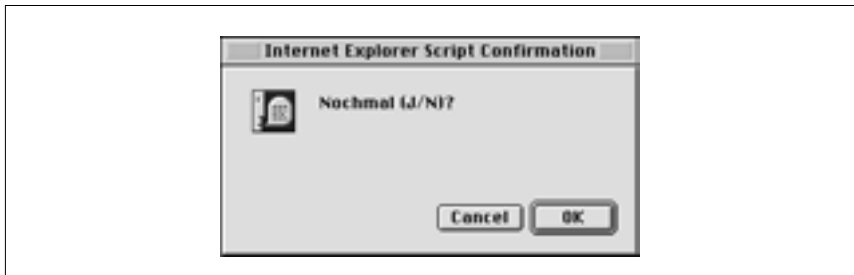 Internet Explorer Script Confirmation
Nochmal (J/N)?
Cancel OK